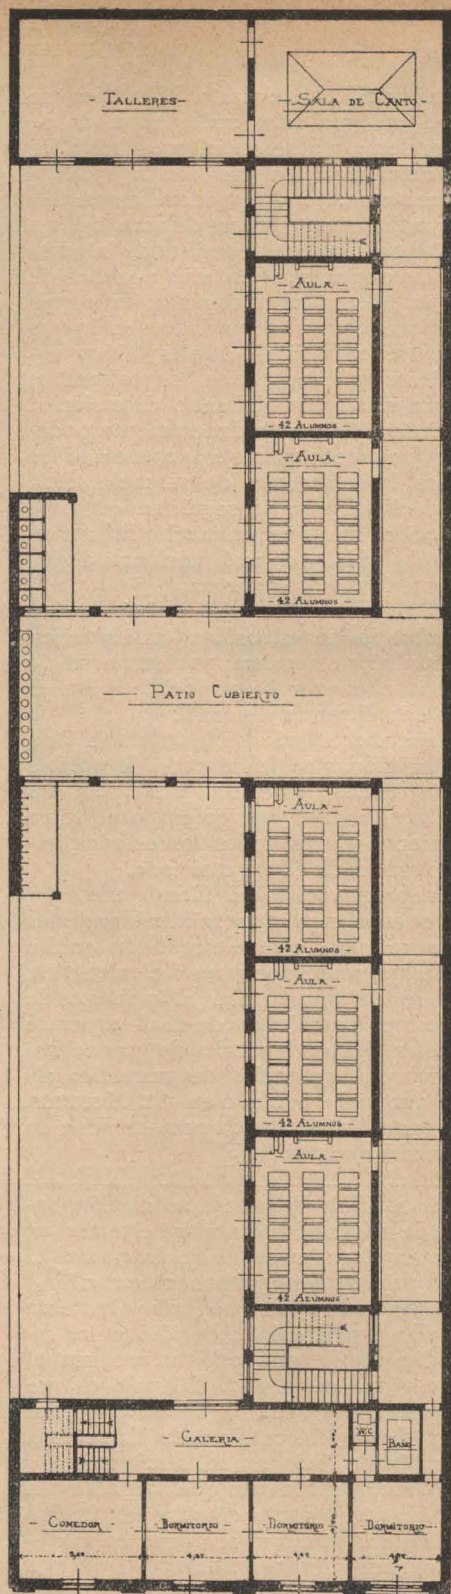 - TALLERES -
- SALA DE CANTO -
- AULA -
- 42 ALUMNOS -
- AULA -
- 42 ALUMNOS -
- PATIO CUBIERTO -
- AULA -
- 42 ALUMNOS -
- AULA -
- 42 ALUMNOS -
- AULA -
- 42 ALUMNOS -
- GALERIA -
W.C.
- BAÑO -
- COMEDOR -
- DORMITORIO -
- DORMITORIO -
- DORMITORIO -